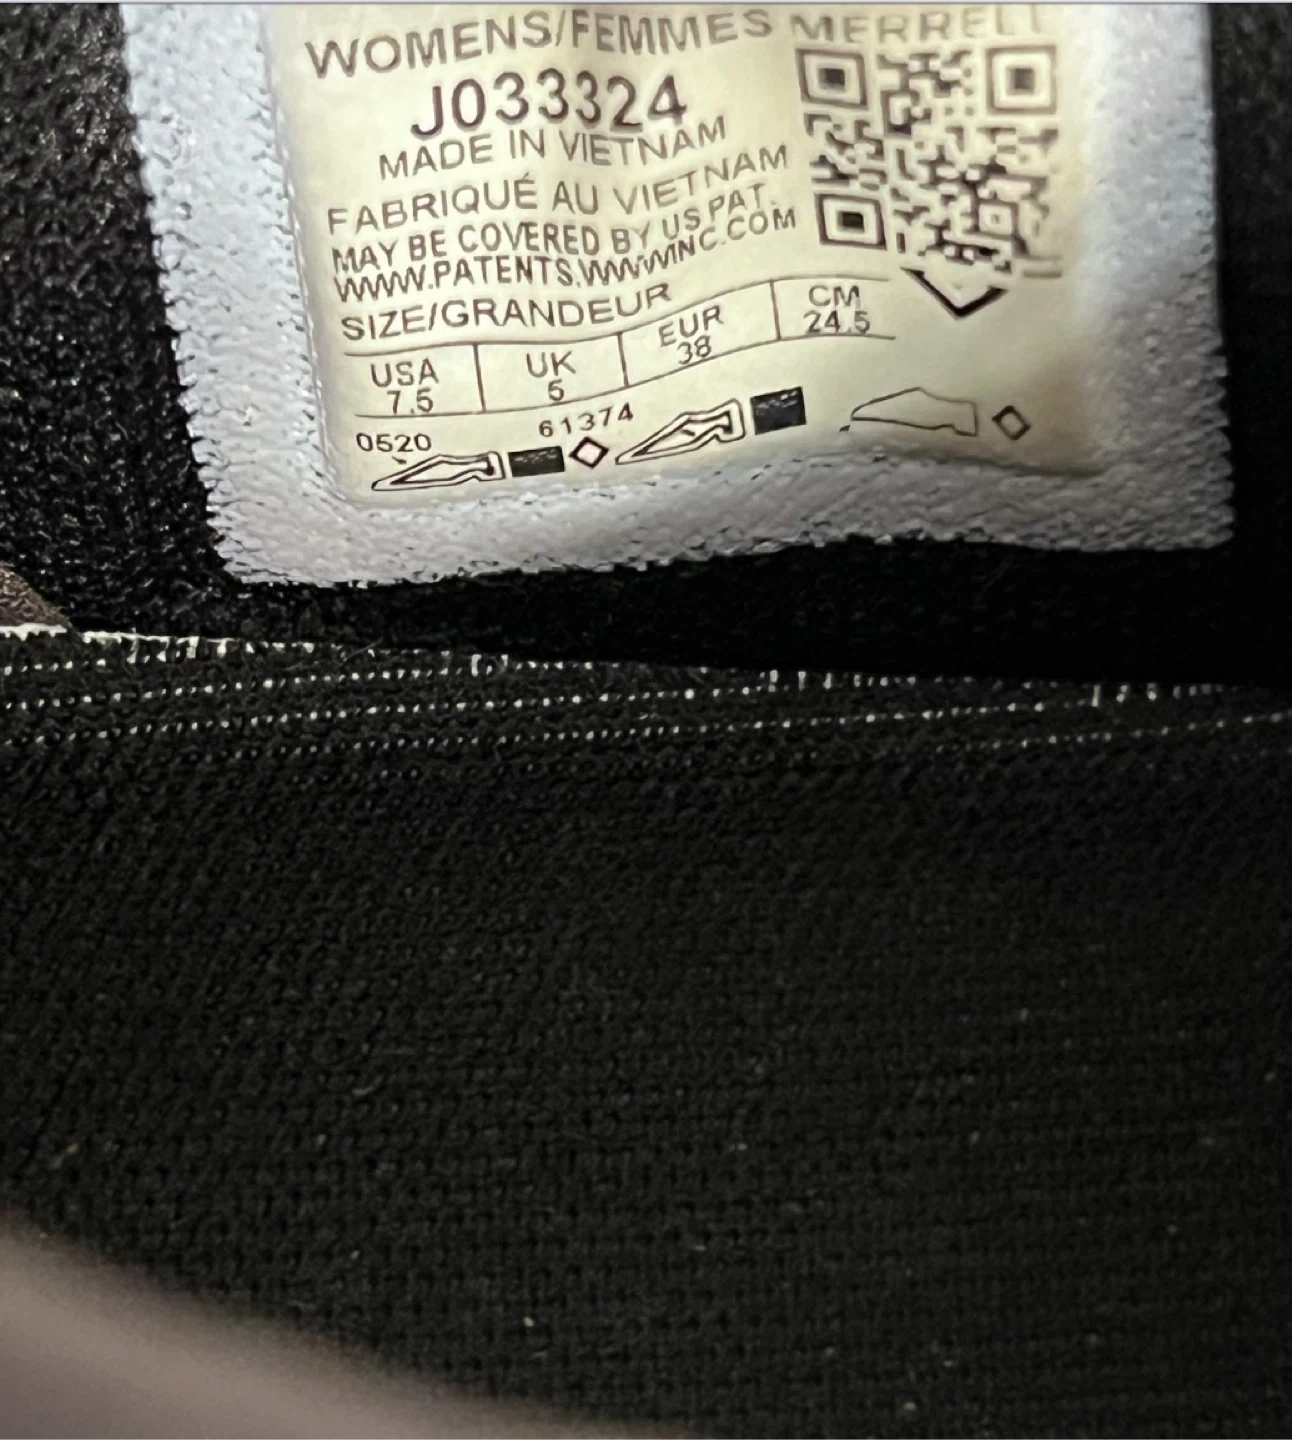 WOMENS/FEMMES MERRELL
J033324
MADE IN VIETNAM
FABRIQUÉ AU VIETNAM
MAY BE COVERED BY US PAT.
WWW.PATENTS.WWWINC.COM
SIZE/GRANDEUR
USA UK EUR CM
7.5 5 38 24.5
0520 61374